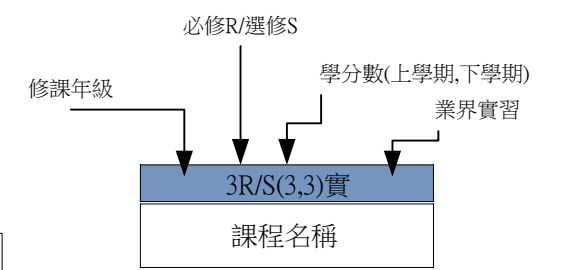 必修R/選修S
學分數(上學期,下學期)
修課年級
業界實習
3R/S(3,3)實
課程名稱